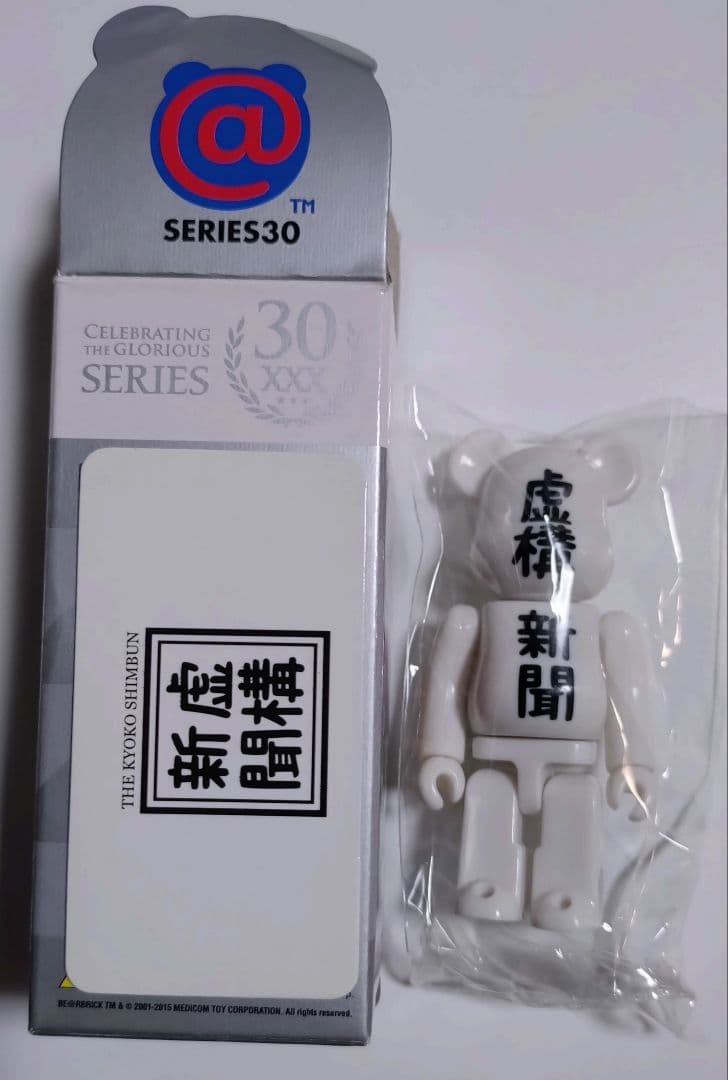 @
TM
SERIES30
CELEBRATING
THE GLORIOUS
SERIES
30
XXX
THE KYOKO SHIMBUN
虚構
新聞
虚構
新聞
BE@RBRICK TM & © 2001-2015 MEDICOM TOY CORPORATION. All rights reserved.